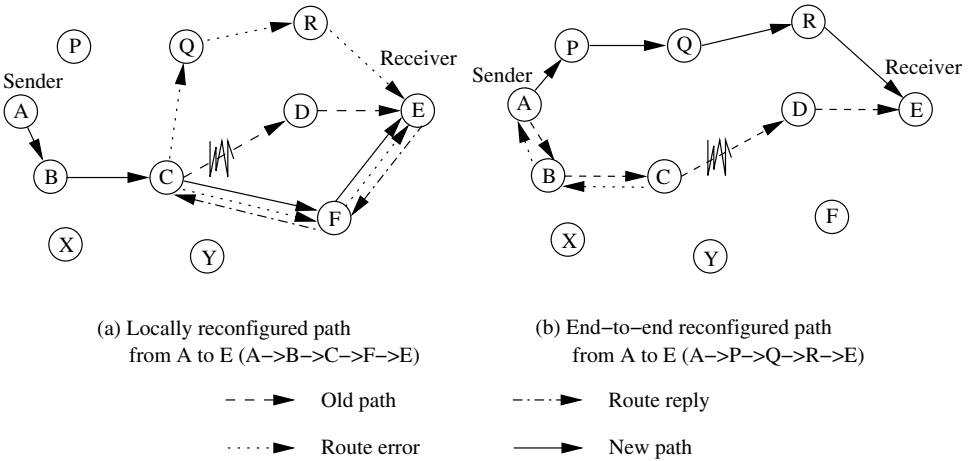 R
P
Q
Receiver
Sender
A
D
E
B
C
F
X
Y
R
P
Q
Sender
Receiver
A
D
E
B
C
F
X
Y
(a) Locally reconfigured path
from A to E (A−>B−>C−>F−>E)
(b) End−to−end reconfigured path
from A to E (A−>P−>Q−>R−>E)
Old path
Route reply
Route error
New path